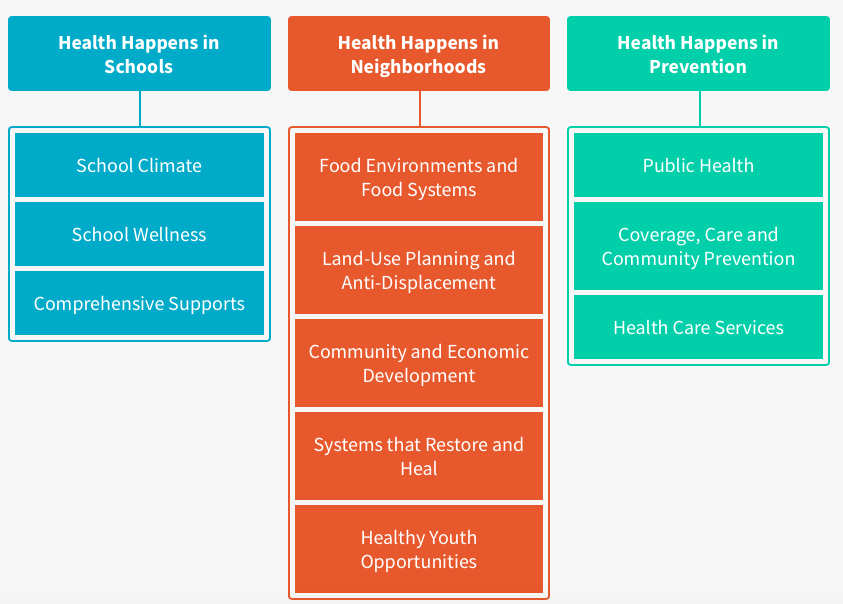 Health Happens in
Schools
School Climate
School Wellness
Comprehensive Supports
Health Happens in
Neighborhoods
Food Environments and
Food Systems
Land-Use Planning and
Anti-Displacement
Community and Economic
Development
Systems that Restore and
Heal
Healthy Youth
Opportunities
Health Happens in
Prevention
Public Health
Coverage, Care and
Community Prevention
Health Care Services